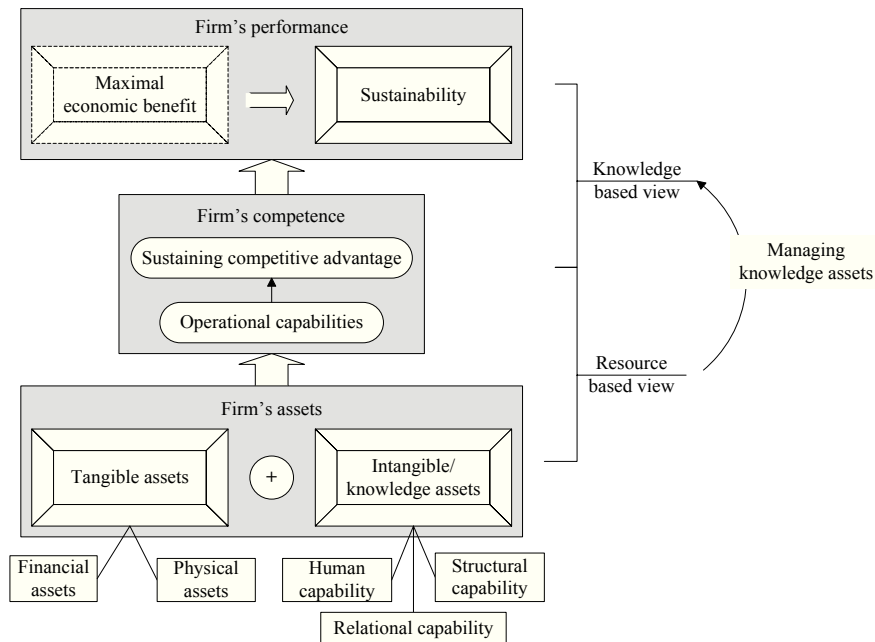 Firm's performance
Maximal
economic benefit
Sustainability
Firm's competence
Sustaining competitive advantage
Operational capabilities
Firm's assets
Tangible assets
+
Intangible/
knowledge assets
Financial
assets
Physical
assets
Human
capability
Structural
capability
Relational capability
Knowledge
based view
Resource
based view
Managing
knowledge assets